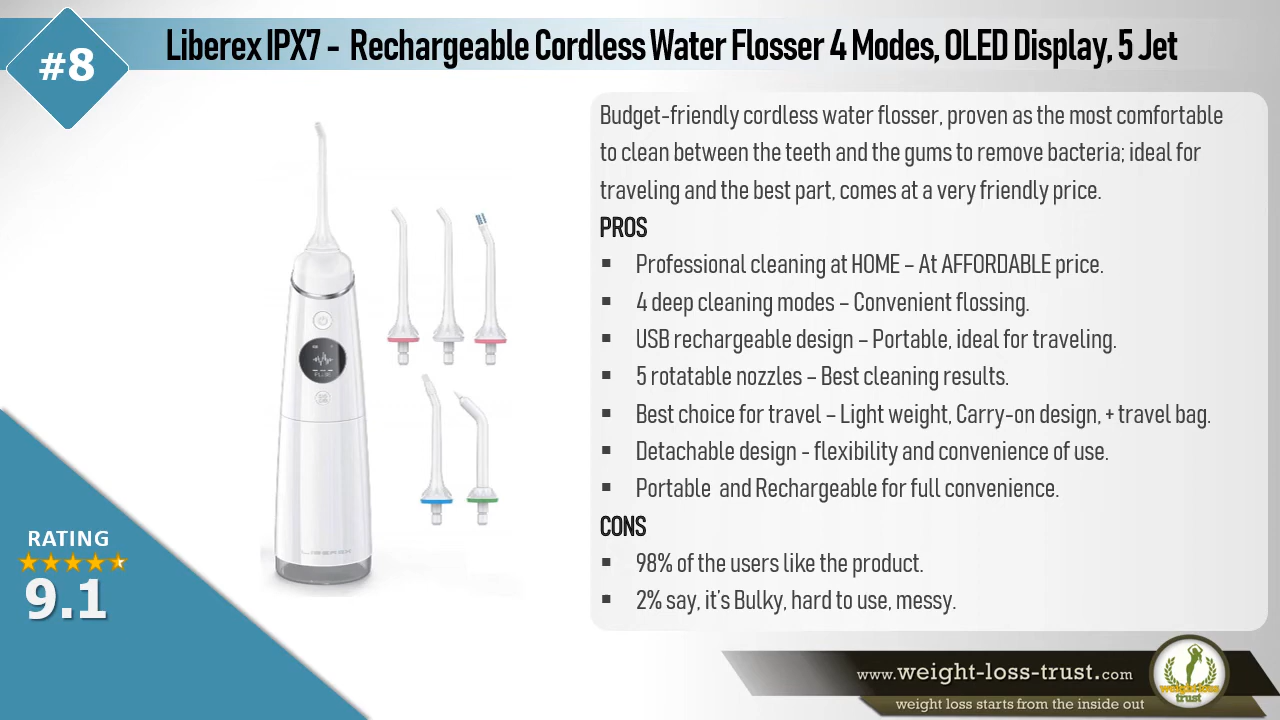 #8
Liberex IPX7 - Rechargeable Cordless Water Flosser 4 Modes, OLED Display, 5 Jet
Budget-friendly cordless water flosser, proven as the most comfortable
to clean between the teeth and the gums to remove bacteria; ideal for
traveling and the best part, comes at a very friendly price.
PROS
▪ Professional cleaning at HOME – At AFFORDABLE price.
▪ 4 deep cleaning modes – Convenient flossing.
▪ USB rechargeable design – Portable, ideal for traveling.
▪ 5 rotatable nozzles – Best cleaning results.
▪ Best choice for travel – Light weight, Carry-on design, + travel bag.
▪ Detachable design - flexibility and convenience of use.
▪ Portable and Rechargeable for full convenience.
CONS
▪ 98% of the users like the product.
▪ 2% say, it's Bulky, hard to use, messy.
LIBEREX
RATING
9.1
www.weight-loss-trust.com
weight loss starts from the inside out
weight loss
trust